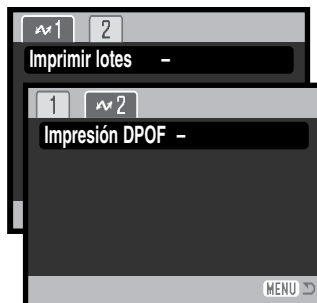 1 2
Imprimir lotes –
1 2
Impresión DPOF –
MENU